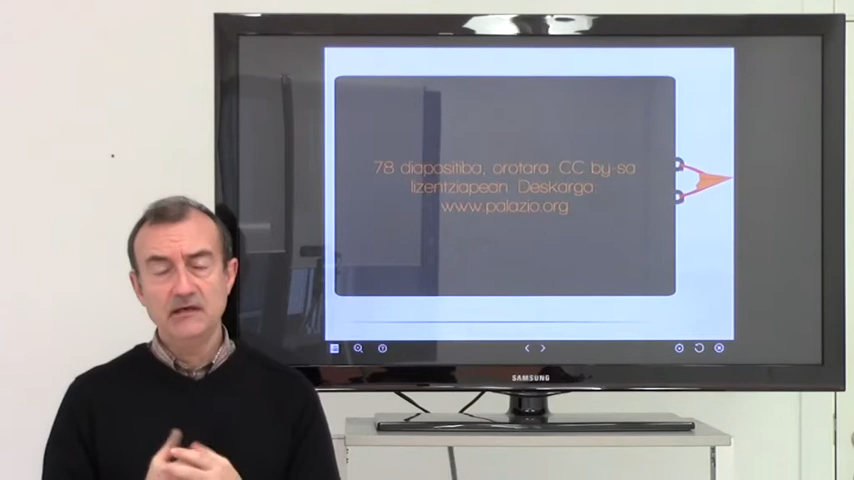 78 diapositiba, orotara. CC by-sa
lizentziapean. Deskarga:
www.palazio.org
SAMSUNG